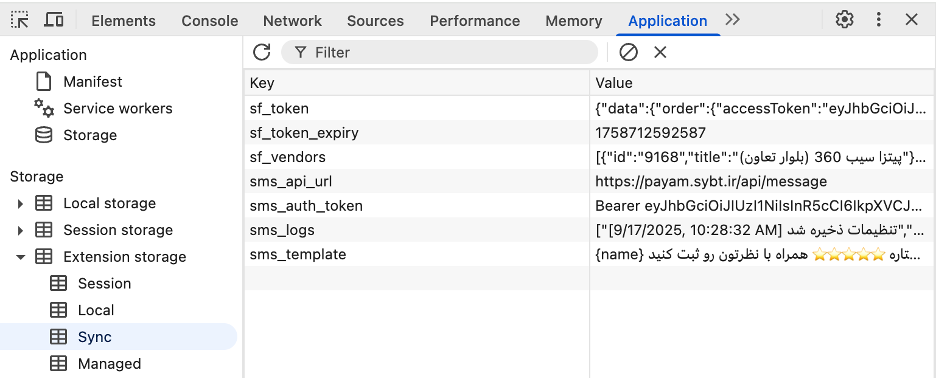 Elements Console Network Sources Performance Memory Application
Filter
Application
Manifest
Service workers
Storage
Storage
Local storage
Session storage
Extension storage
Session
Local
Sync
Managed
Key Value
sf_token {"data":{"order":{"accessToken":"eyJhbGciOiJ...
sf_token_expiry 1758712592587
sf_vendors [{"id":"9168","title":"پیتزا سیب 360 (بلوار تعاون)"}...
sms_api_url https://payam.sybt.ir/api/message
sms_auth_token Bearer eyJhbGciOiJIUzI1NiIsInR5cCI6IkpXVCJ...
sms_logs ["[9/17/2025, 10:28:32 AM] تنظیمات ذخیره شد","...
sms_template {name} تاره ⭐⭐⭐⭐⭐ همراه با نظرتون رو ثبت کنید...